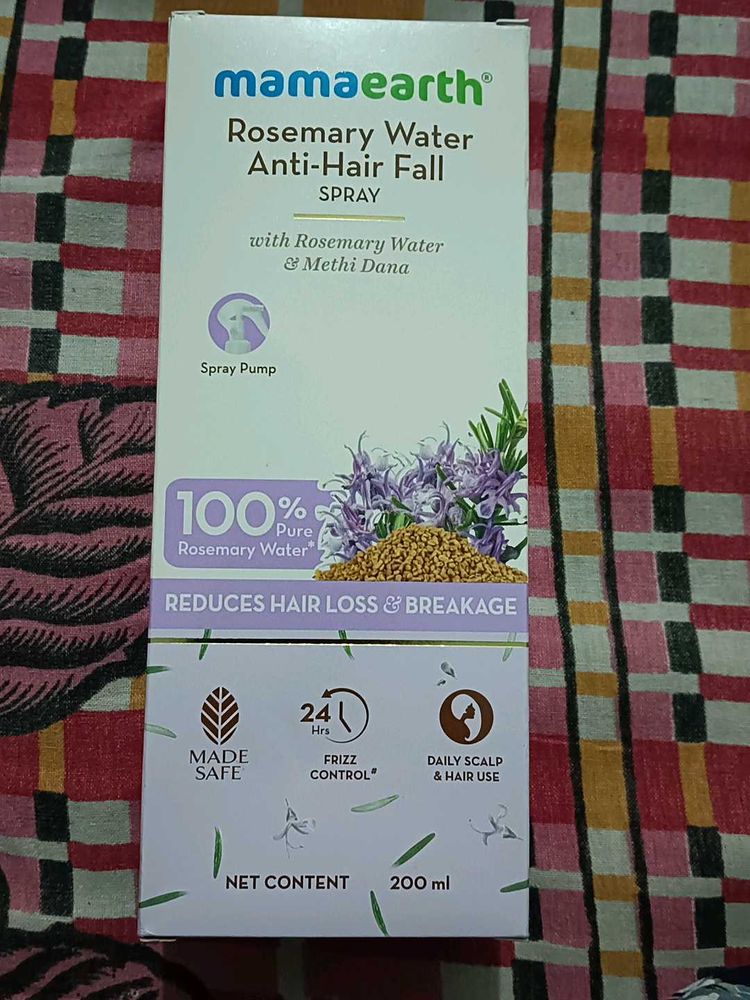 mamaearth®
Rosemary Water
Anti-Hair Fall
SPRAY
with Rosemary Water
& Methi Dana
Spray Pump
100% Pure
Rosemary Water*
REDUCES HAIR LOSS & BREAKAGE
MADE
SAFE
24
Hrs
FRIZZ
CONTROL#
DAILY SCALP
& HAIR USE
NET CONTENT 200 ml